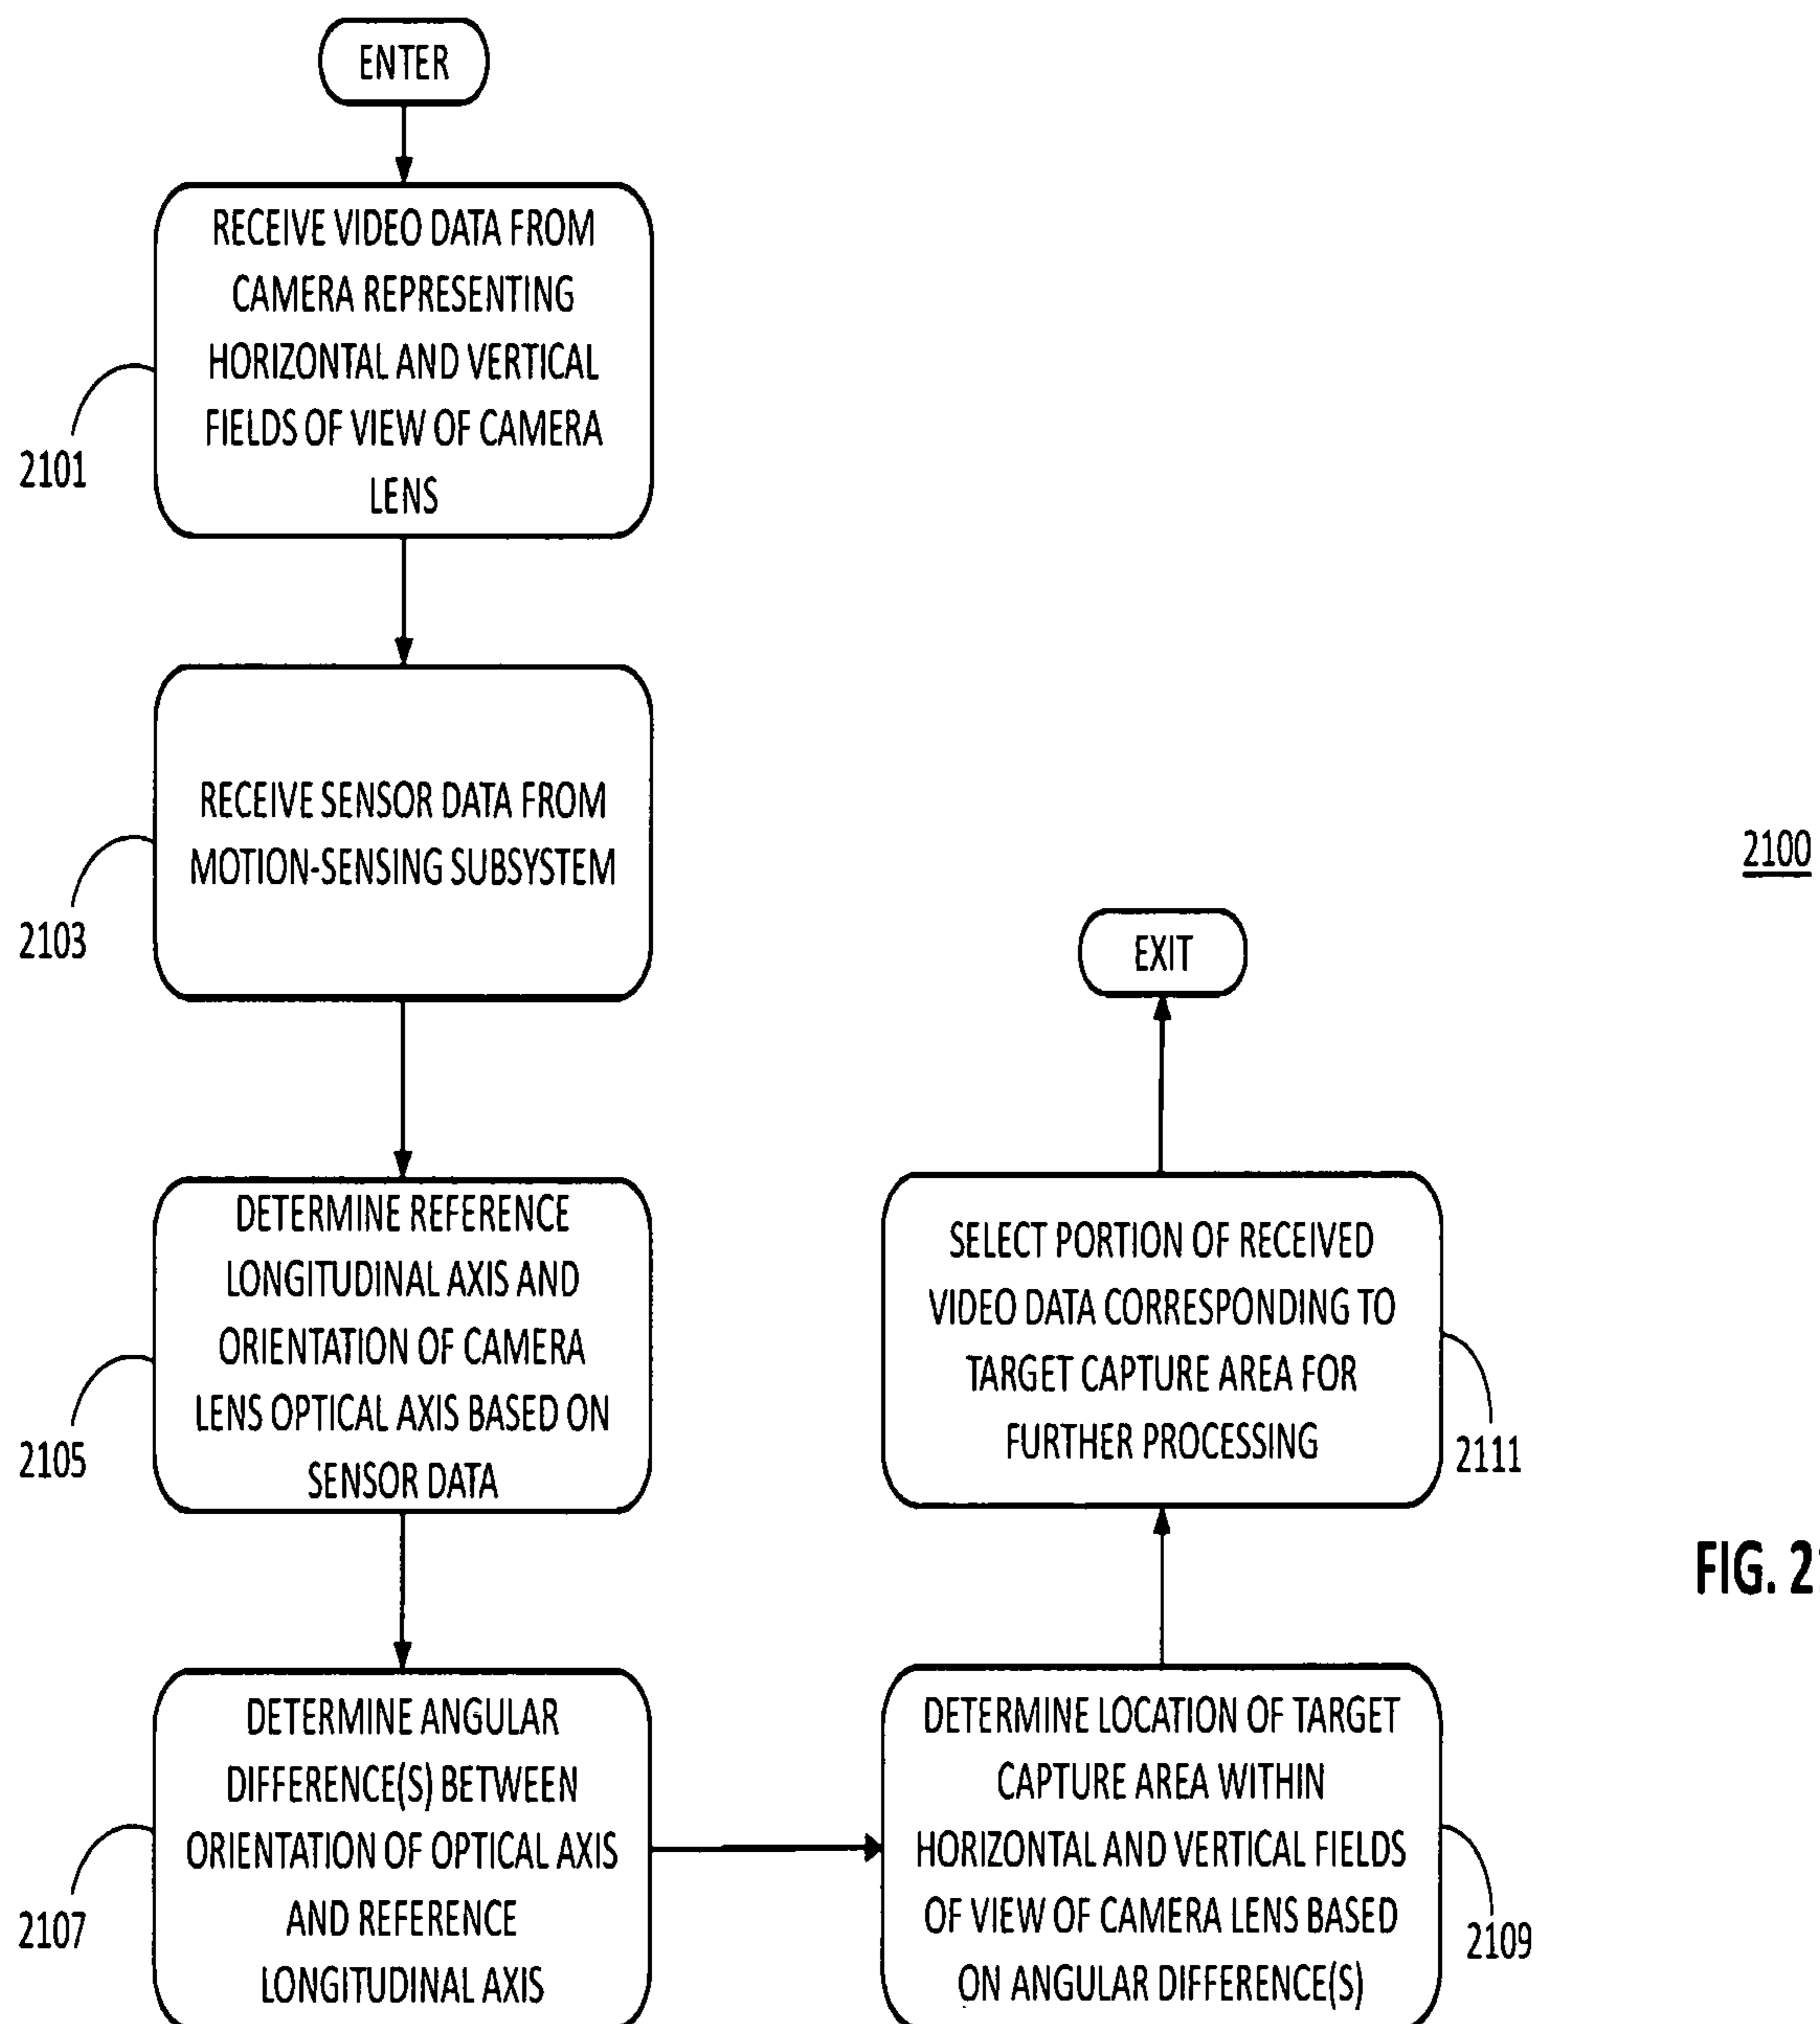 ENTER
RECEIVE VIDEO DATA FROM
CAMERA REPRESENTING
HORIZONTAL AND VERTICAL
FIELDS OF VIEW OF CAMERA
LENS
2101
RECEIVE SENSOR DATA FROM
MOTION-SENSING SUBSYSTEM
2103
DETERMINE REFERENCE
LONGITUDINAL AXIS AND
ORIENTATION OF CAMERA
LENS OPTICAL AXIS BASED ON
SENSOR DATA
2105
DETERMINE ANGULAR
DIFFERENCE(S) BETWEEN
ORIENTATION OF OPTICAL AXIS
AND REFERENCE
LONGITUDINAL AXIS
2107
DETERMINE LOCATION OF TARGET
CAPTURE AREA WITHIN
HORIZONTAL AND VERTICAL FIELDS
OF VIEW OF CAMERA LENS BASED
ON ANGULAR DIFFERENCE(S)
2109
SELECT PORTION OF RECEIVED
VIDEO DATA CORRESPONDING TO
TARGET CAPTURE AREA FOR
FURTHER PROCESSING
2111
EXIT
2100
FIG. 2